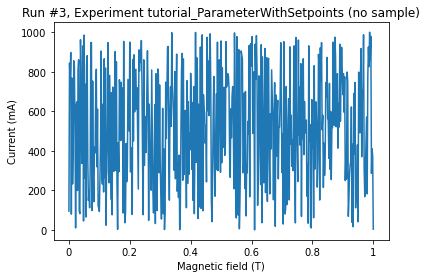 Run #3, Experiment tutorial_ParameterWithSetpoints (no sample)
1000
800
600
400
200
0
Current (mA)
0.0 0.2 0.4 0.6 0.8 1.0
Magnetic field (T)